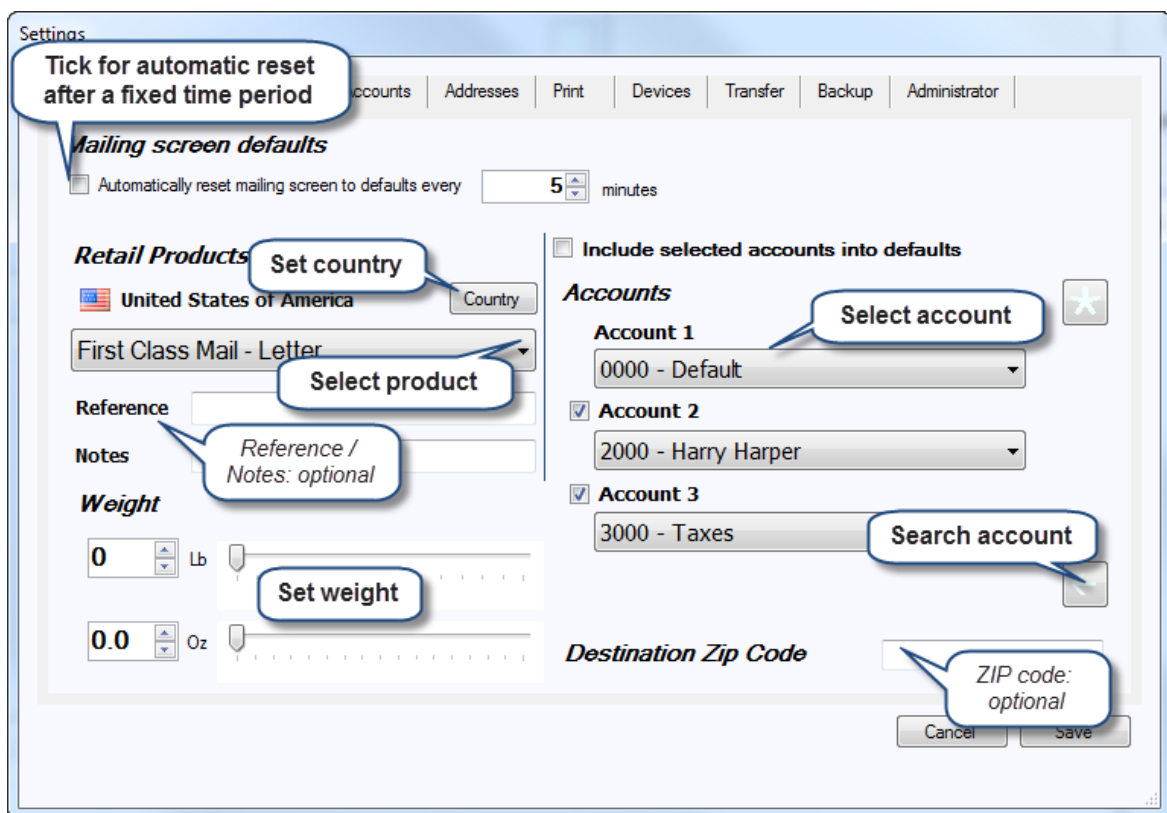 Settings
Tick for automatic reset
after a fixed time period
Addresses
Print
Devices
Transfer
Backup
Administrator
Mailing screen defaults
Automatically reset mailing screen to defaults every 5 minutes
Retail Products
Set country
United States of America
Country
First Class Mail - Letter
Select product
Reference
Notes
Reference /
Notes: optional
Weight
0 Lb
Set weight
0.0 Oz
Include selected accounts into defaults
Accounts
Select account
Account 1
0000 - Default
Account 2
2000 - Harry Harper
Account 3
3000 - Taxes
Search account
Destination Zip Code
ZIP code:
optional
Cancel
Save